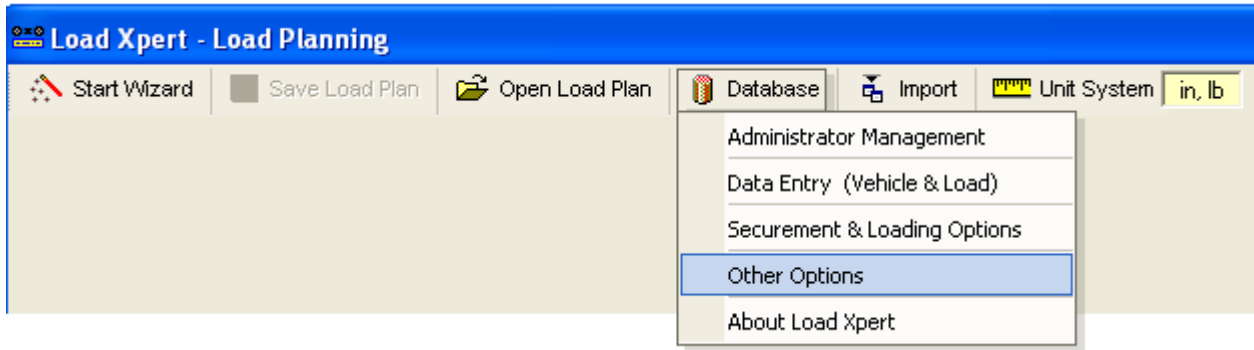 Load Xpert - Load Planning
Start Wizard Save Load Plan Open Load Plan Database Import Unit System in, lb
Administrator Management
Data Entry (Vehicle & Load)
Securement & Loading Options
Other Options
About Load Xpert